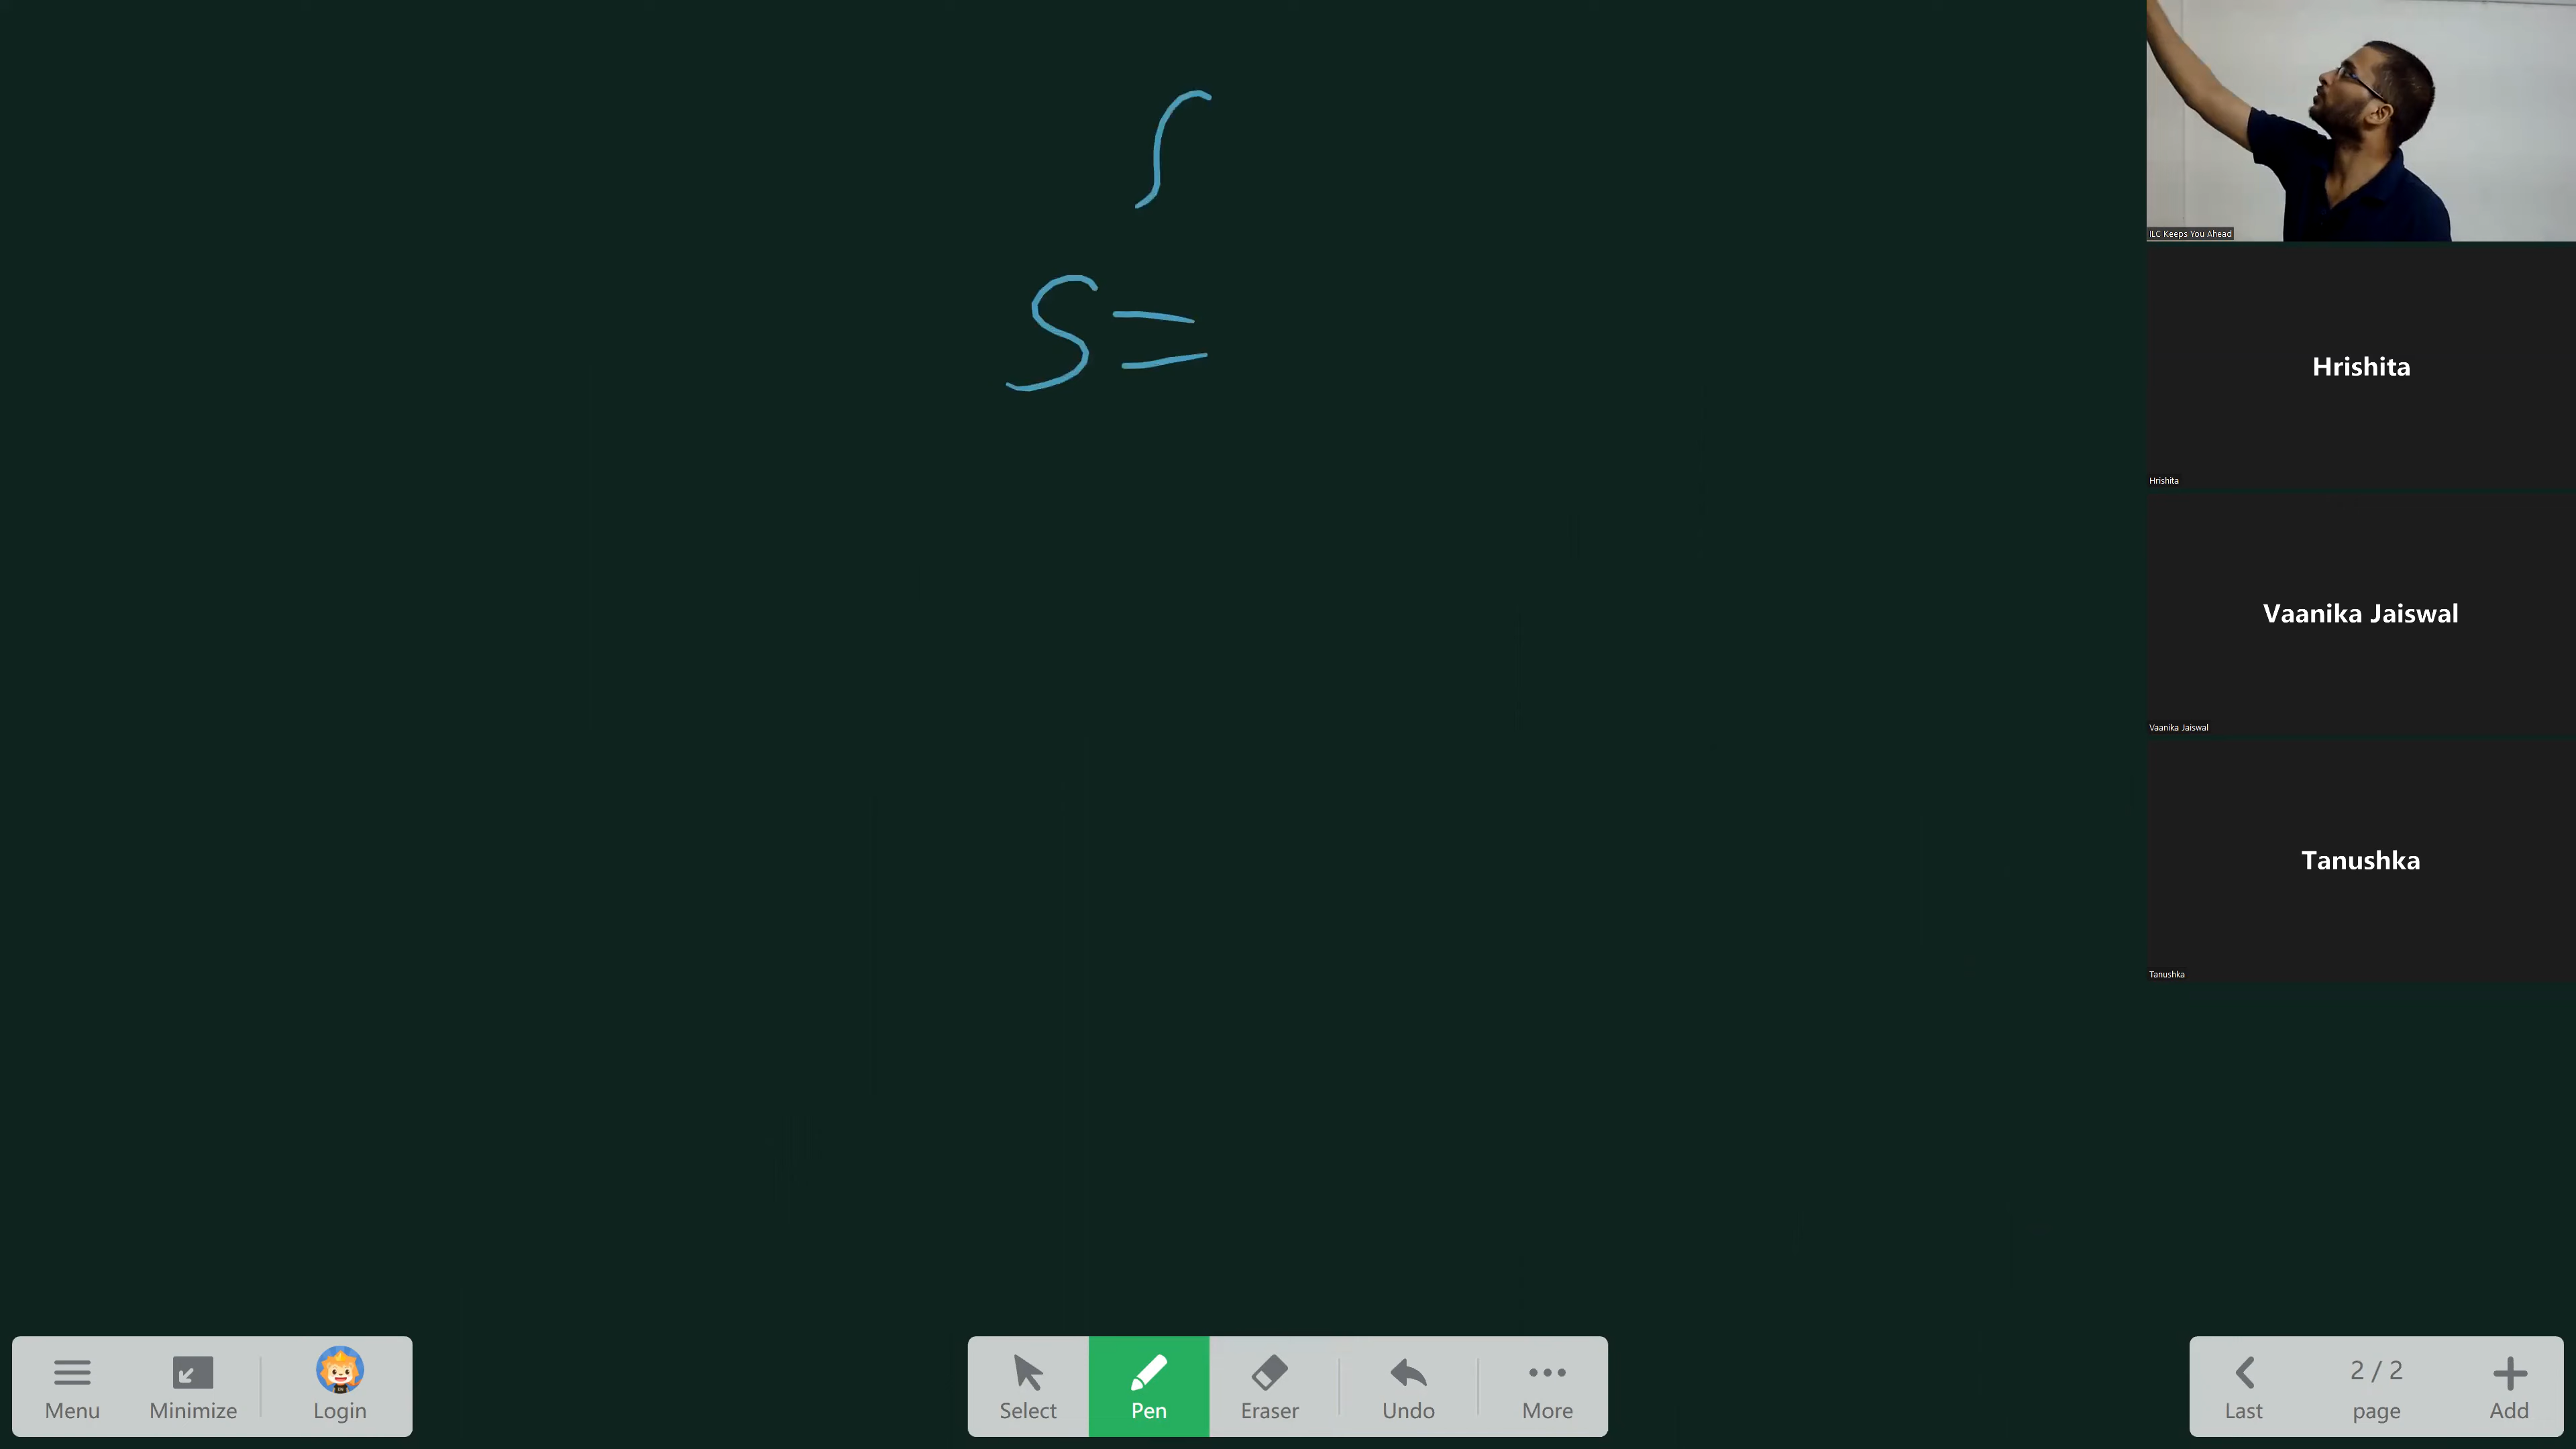 ∫
S=
ILC Keeps You Ahead
Hrishita
Hrishita
Vaanika Jaiswal
Vaanika Jaiswal
Tanushka
Tanushka
Menu
Minimize
Login
Select
Pen
Eraser
Undo
More
Last
2 / 2
page
Add